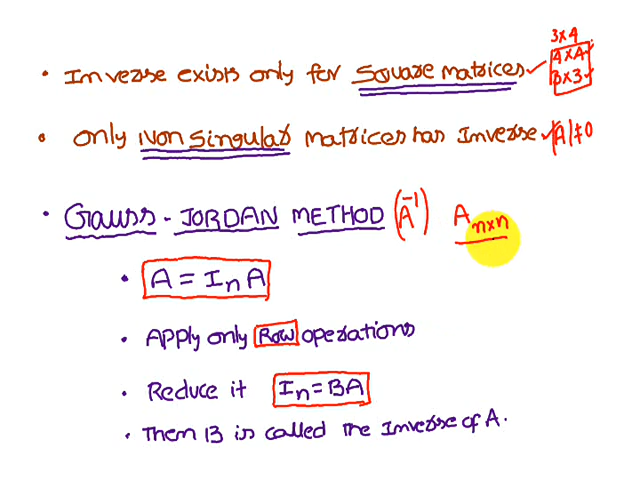 3x4
4x4
• Inverse exists only for Square matrices ✓ 3x3 ✓
• Only Non Singular matrices has Inverse ✓ |A|≠0
• Gauss - JORDAN METHOD (A⁻¹) A n×n
• A = InA
• Apply only Row operations
• Reduce it In = BA
• Then B is called the Inverse of A.